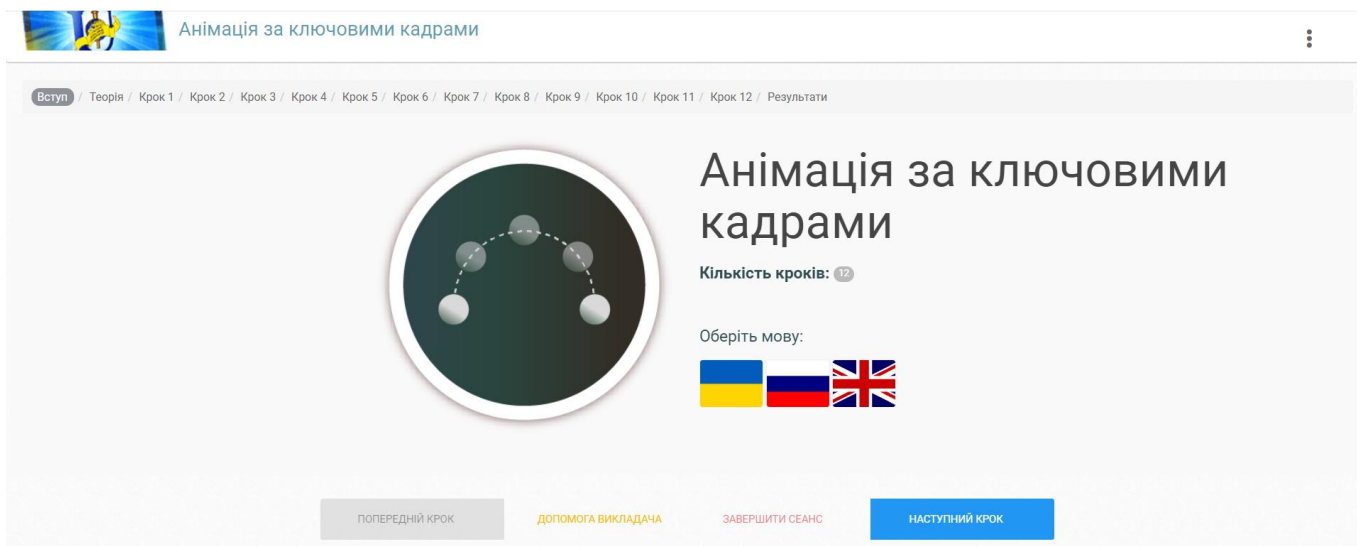 Анімація за ключовими кадрами
Вступ / Теорія / Крок 1 / Крок 2 / Крок 3 / Крок 4 / Крок 5 / Крок 6 / Крок 7 / Крок 8 / Крок 9 / Крок 10 / Крок 11 / Крок 12 / Результати
Анімація за ключовими
кадрами
Кількість кроків: 12
Оберіть мову:
ПОПЕРЕДНІЙ КРОК ДОПОМОГА ВИКЛАДАЧА ЗАВЕРШИТИ СЕАНС НАСТУПНИЙ КРОК